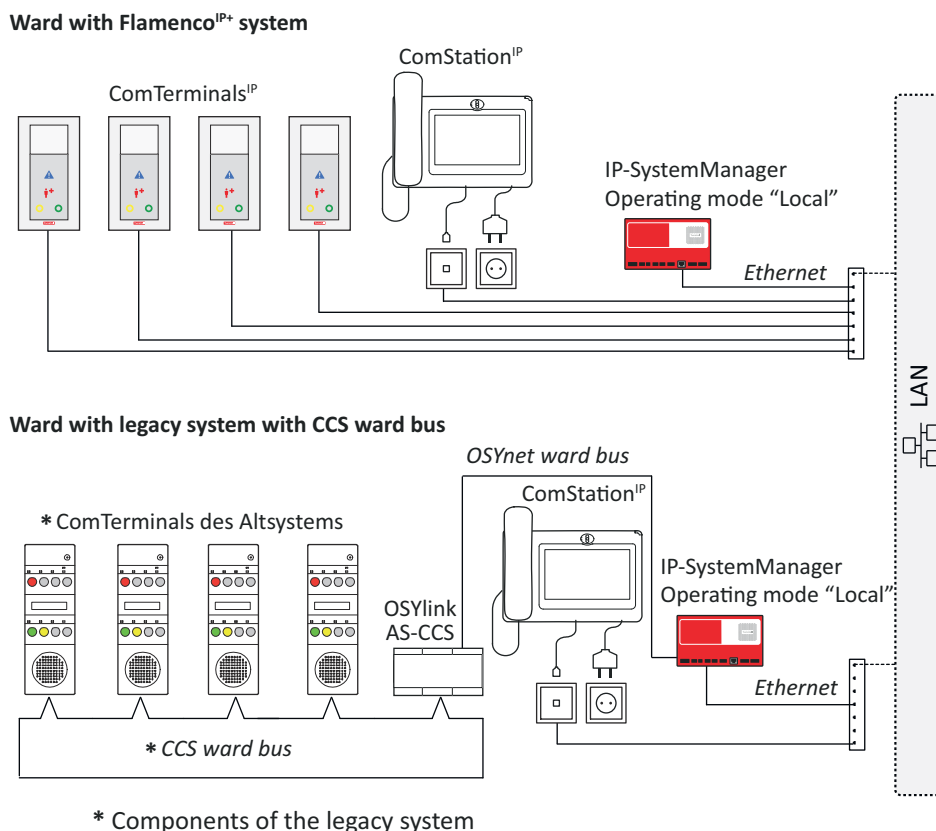 Ward with Flamenco IP+ system
ComStation IP
ComTerminals IP
IP-SystemManager
Operating mode “Local”
Ethernet
LAN
Ward with legacy system with CCS ward bus
OSYnet ward bus
ComStation IP
* ComTerminals des Altsystems
IP-SystemManager
Operating mode “Local”
OSYlink
AS-CCS
Ethernet
* CCS ward bus
* Components of the legacy system